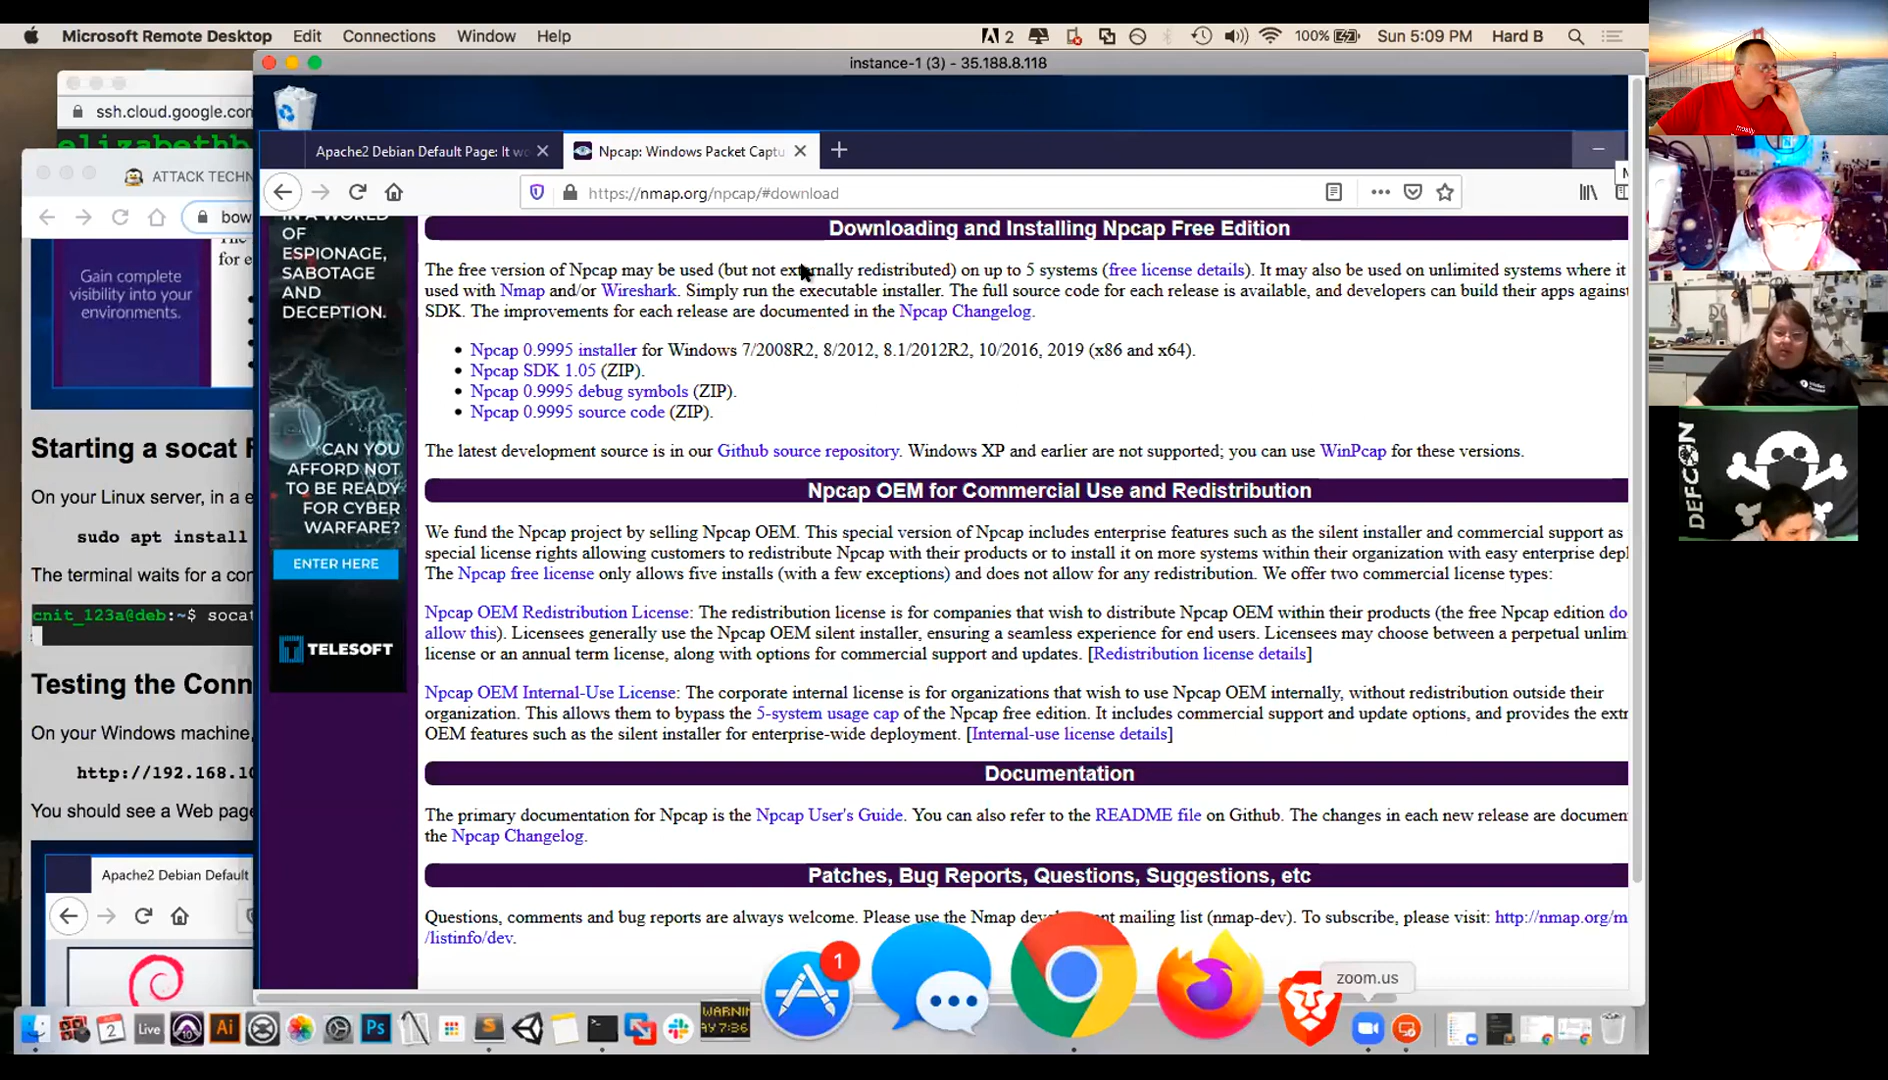 Microsoft Remote Desktop Edit Connections Window Help
2 100% Sun 5:09 PM Hard B
instance-1 (3) - 35.188.8.118
ssh.cloud.google.con
elizabethb
ATTACK TECHN
bow
for e
Gain complete
visibility into your
environments.
Starting a socat
On your Linux server, in a e
sudo apt install
The terminal waits for a con
cnit_123a@deb:~$ socat
Testing the Conn
On your Windows machine,
http://192.168.10
You should see a Web page
Apache2 Debian Default
Apache2 Debian Default Page: It wo
Npcap: Windows Packet Captu
https://nmap.org/npcap/#download
IN A WORLD
OF
ESPIONAGE,
SABOTAGE
AND
DECEPTION.
CAN YOU
AFFORD NOT
TO BE READY
FOR CYBER
WARFARE?
ENTER HERE
TELESOFT
Downloading and Installing Npcap Free Edition
The free version of Npcap may be used (but not externally redistributed) on up to 5 systems (free license details). It may also be used on unlimited systems where it
used with Nmap and/or Wireshark. Simply run the executable installer. The full source code for each release is available, and developers can build their apps against
SDK. The improvements for each release are documented in the Npcap Changelog.
• Npcap 0.9995 installer for Windows 7/2008R2, 8/2012, 8.1/2012R2, 10/2016, 2019 (x86 and x64).
• Npcap SDK 1.05 (ZIP).
• Npcap 0.9995 debug symbols (ZIP).
• Npcap 0.9995 source code (ZIP).
The latest development source is in our Github source repository. Windows XP and earlier are not supported; you can use WinPcap for these versions.
Npcap OEM for Commercial Use and Redistribution
We fund the Npcap project by selling Npcap OEM. This special version of Npcap includes enterprise features such as the silent installer and commercial support as
special license rights allowing customers to redistribute Npcap with their products or to install it on more systems within their organization with easy enterprise depl
The Npcap free license only allows five installs (with a few exceptions) and does not allow for any redistribution. We offer two commercial license types:
Npcap OEM Redistribution License: The redistribution license is for companies that wish to distribute Npcap OEM within their products (the free Npcap edition do
allow this). Licensees generally use the Npcap OEM silent installer, ensuring a seamless experience for end users. Licensees may choose between a perpetual unlim
license or an annual term license, along with options for commercial support and updates. [Redistribution license details]
Npcap OEM Internal-Use License: The corporate internal license is for organizations that wish to use Npcap OEM internally, without redistribution outside their
organization. This allows them to bypass the 5-system usage cap of the Npcap free edition. It includes commercial support and update options, and provides the extr
OEM features such as the silent installer for enterprise-wide deployment. [Internal-use license details]
Documentation
The primary documentation for Npcap is the Npcap User's Guide. You can also refer to the README file on Github. The changes in each new release are documen
the Npcap Changelog.
Patches, Bug Reports, Questions, Suggestions, etc
Questions, comments and bug reports are always welcome. Please use the Nmap development mailing list (nmap-dev). To subscribe, please visit: http://nmap.org/m
/listinfo/dev.
1
zoom.us
2
Live
10
Ai
Ps
WARNIN
AY 7:36
DEFCON